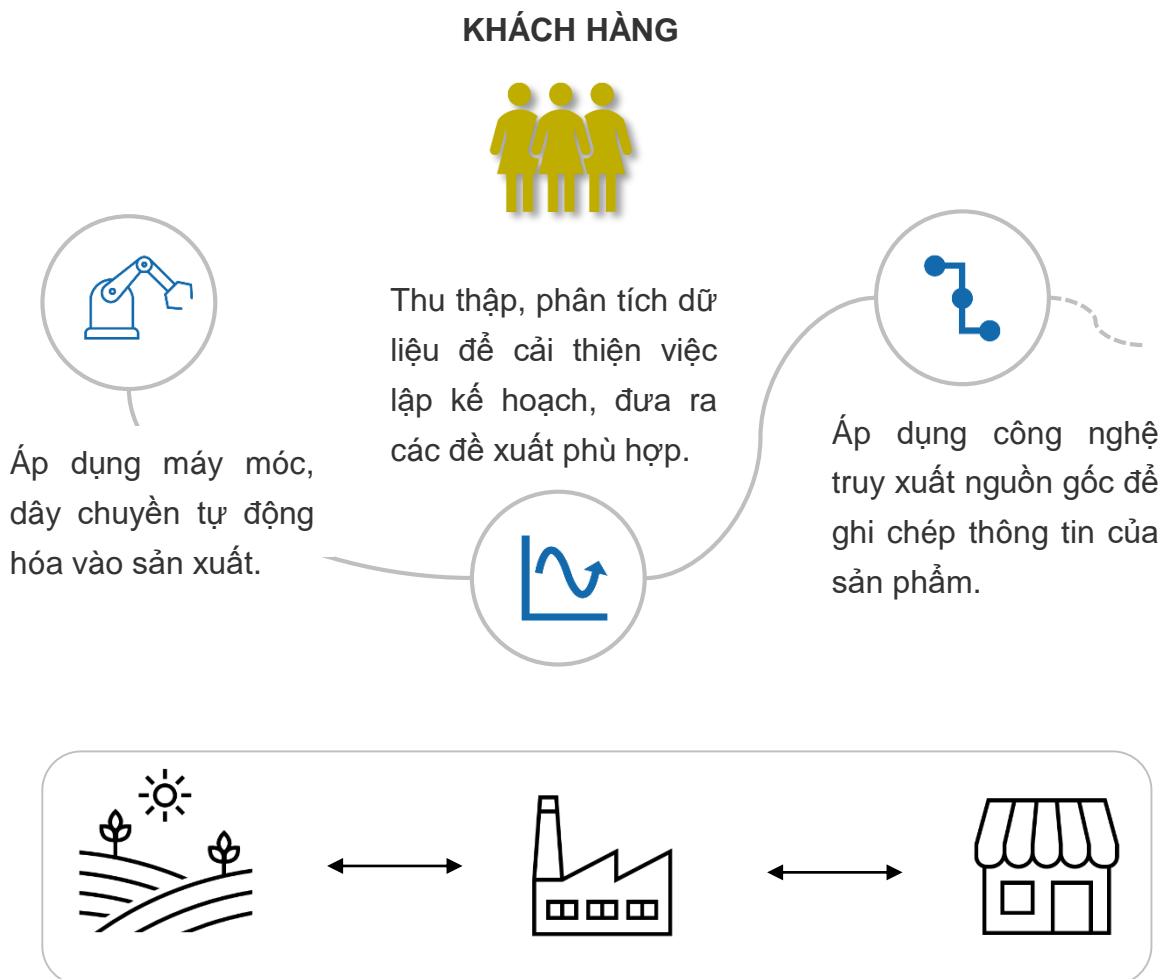 KHÁCH HÀNG
Áp dụng máy móc,
dây chuyền tự động
hóa vào sản xuất.
Thu thập, phân tích dữ
liệu để cải thiện việc
lập kế hoạch, đưa ra
các đề xuất phù hợp.
Áp dụng công nghệ
truy xuất nguồn gốc để
ghi chép thông tin của
sản phẩm.